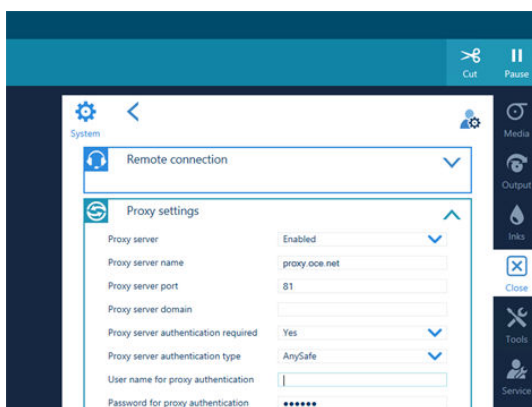 Cut
Pause
System
Media
Remote connection
Output
Proxy settings
Inks
Proxy server Enabled
Proxy server name proxy.oce.net
Proxy server port 81
Close
Proxy server domain
Proxy server authentication required Yes
Tools
Proxy server authentication type AnySafe
User name for proxy authentication
Service
Password for proxy authentication ••••••